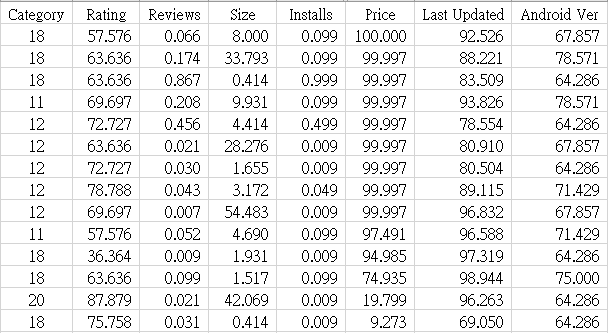 Category Rating Reviews Size Installs Price Last Updated Android Ver
18 57.576 0.066 8.000 0.099 100.000 92.526 67.857
18 63.636 0.174 33.793 0.099 99.997 88.221 78.571
18 63.636 0.867 0.414 0.999 99.997 83.509 64.286
11 69.697 0.208 9.931 0.099 99.997 93.826 78.571
12 72.727 0.456 4.414 0.499 99.997 78.554 64.286
12 63.636 0.021 28.276 0.009 99.997 80.910 67.857
12 72.727 0.030 1.655 0.009 99.997 80.504 64.286
12 78.788 0.043 3.172 0.049 99.997 89.115 71.429
12 69.697 0.007 54.483 0.009 99.997 96.832 67.857
11 57.576 0.052 4.690 0.009 97.491 96.588 71.429
18 36.364 0.009 1.931 0.009 94.985 97.319 64.286
18 63.636 0.099 1.517 0.009 74.935 98.944 75.000
20 87.879 0.021 42.069 0.009 19.799 96.263 64.286
18 75.758 0.031 0.414 0.009 9.273 69.050 64.286